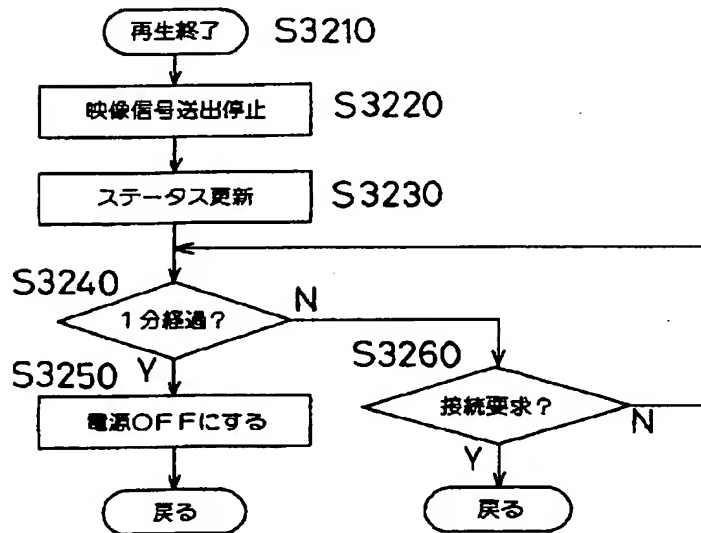 再生終了 S3210
映像信号送出停止 S3220
ステータス更新 S3230
S3240
1分経過? N
Y
S3260
S3250
接続要求? N
電源OFFにする
Y
戻る 戻る